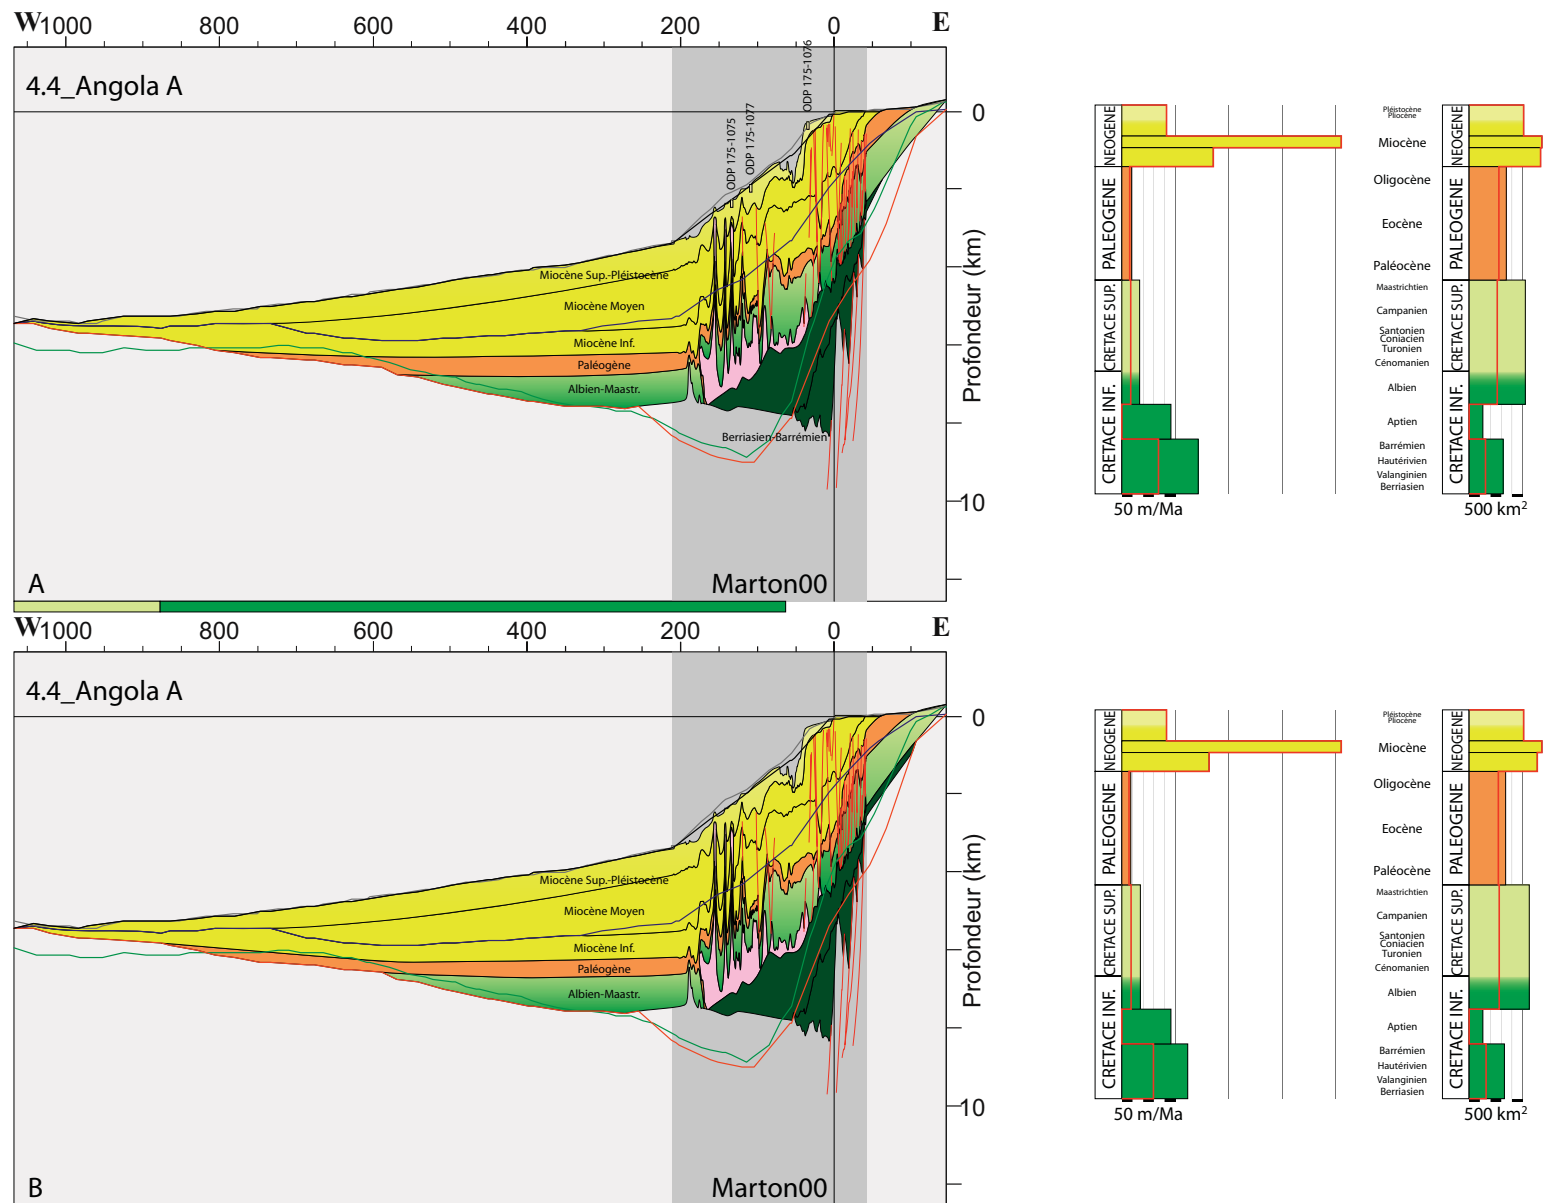 W 1000 800 600 400 200 0 E
4.4_Angola A
ODP 175-1075
ODP 175-1077
ODP 175-1076
0
10
Profondeur (km)
Miocène Sup.-Pléistocène
Miocène Moyen
Miocène Inf.
Paléogène
Albien-Maastr.
Berriasien-Barrémien
A
Marton00
NEOGENE
PALEOGENE
CRETACE SUP.
CRETACE INF.
50 m/Ma
Pléistocène
Pliocène
Miocène
Oligocène
Eocène
Paléocène
Maastrichtien
Campanien
Santonien
Coniacien
Turonien
Cénomanien
Albien
Aptien
Barrémien
Hautérivien
Valanginien
Berriasien
NEOGENE
PALEOGENE
CRETACE SUP.
CRETACE INF.
500 km²
W 1000 800 600 400 200 0 E
4.4_Angola A
0
10
Profondeur (km)
Miocène Sup.-Pléistocène
Miocène Moyen
Miocène Inf.
Paléogène
Albien-Maastr.
B
Marton00
NEOGENE
PALEOGENE
CRETACE SUP.
CRETACE INF.
50 m/Ma
Pléistocène
Pliocène
Miocène
Oligocène
Eocène
Paléocène
Maastrichtien
Campanien
Santonien
Coniacien
Turonien
Cénomanien
Albien
Aptien
Barrémien
Hautérivien
Valanginien
Berriasien
NEOGENE
PALEOGENE
CRETACE SUP.
CRETACE INF.
500 km²